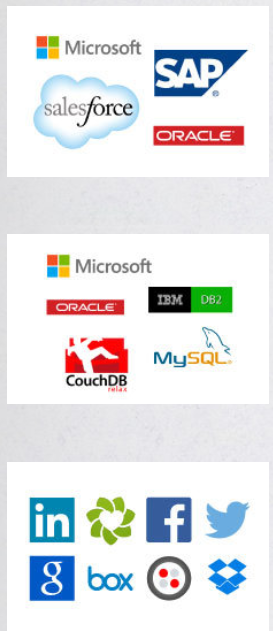 Microsoft
SAP
®
salesforce
ORACLE
Microsoft
ORACLE
IBM DB2
CouchDB
relax
MySQL
in
f
g
box